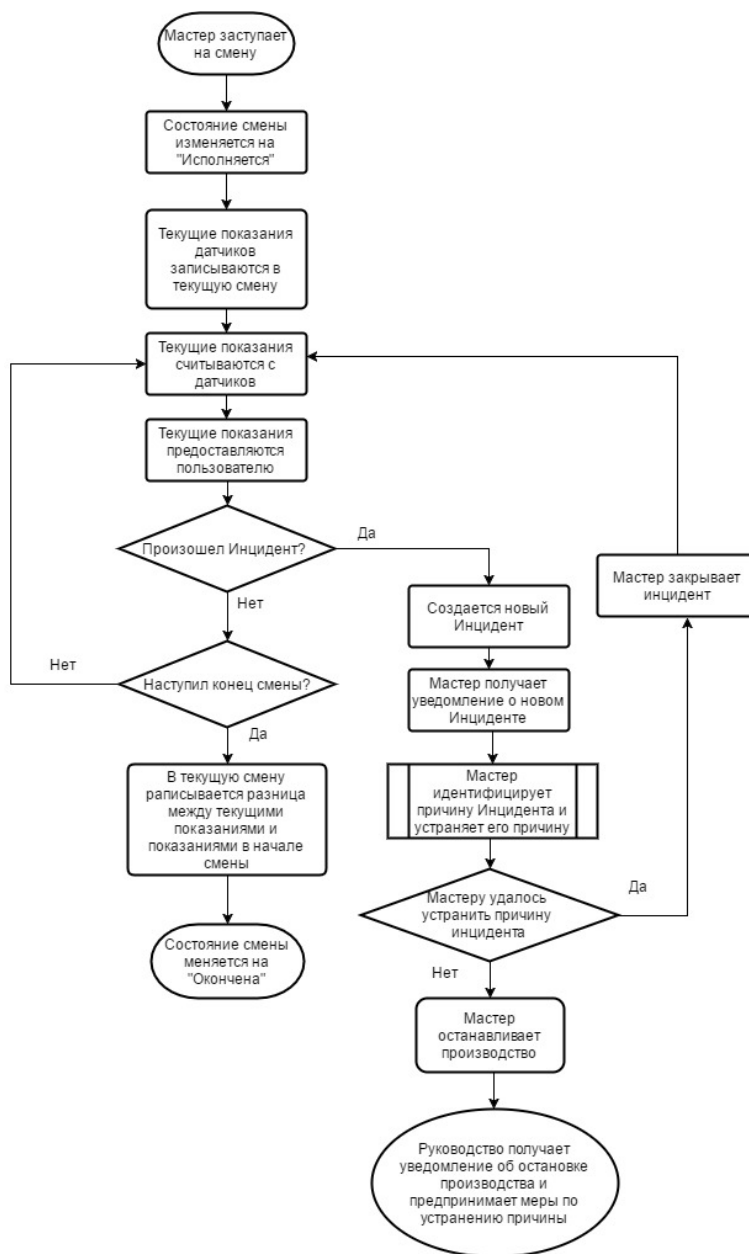 Мастер заступает
на смену
Состояние смены
изменяется на
"Исполняется"
Текущие показания
датчиков
записываются в
текущую смену
Текущие показания
считываются с
датчиков
Текущие показания
предоставляются
пользователю
Произошел Инцидент?
Да
Нет
Создается новый
Инцидент
Мастер закрывает
инцидент
Нет
Наступил конец смены?
Да
Мастер получает
уведомление о новом
Инциденте
В текущую смену
раписывается разница
между текущими
показаниями и
показаниями в начале
смены
Мастер
идентифицирует
причину Инцидента и
устраняет его причину
Мастеру удалось
устранить причину
инцидента
Да
Нет
Состояние смены
меняется на
"Окончена"
Мастер
останавливает
производство
Руководство получает
уведомление об остановке
производства и
предпринимает меры по
устранению причины